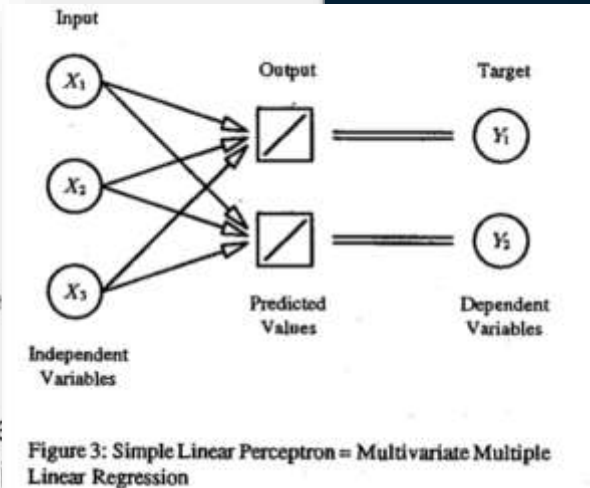 Input
Output
Target
X₁
Y₁
X₂
Y₂
X₃
Predicted
Values
Dependent
Variables
Independent
Variables
Figure 3: Simple Linear Perceptron = Multivariate Multiple
Linear Regression